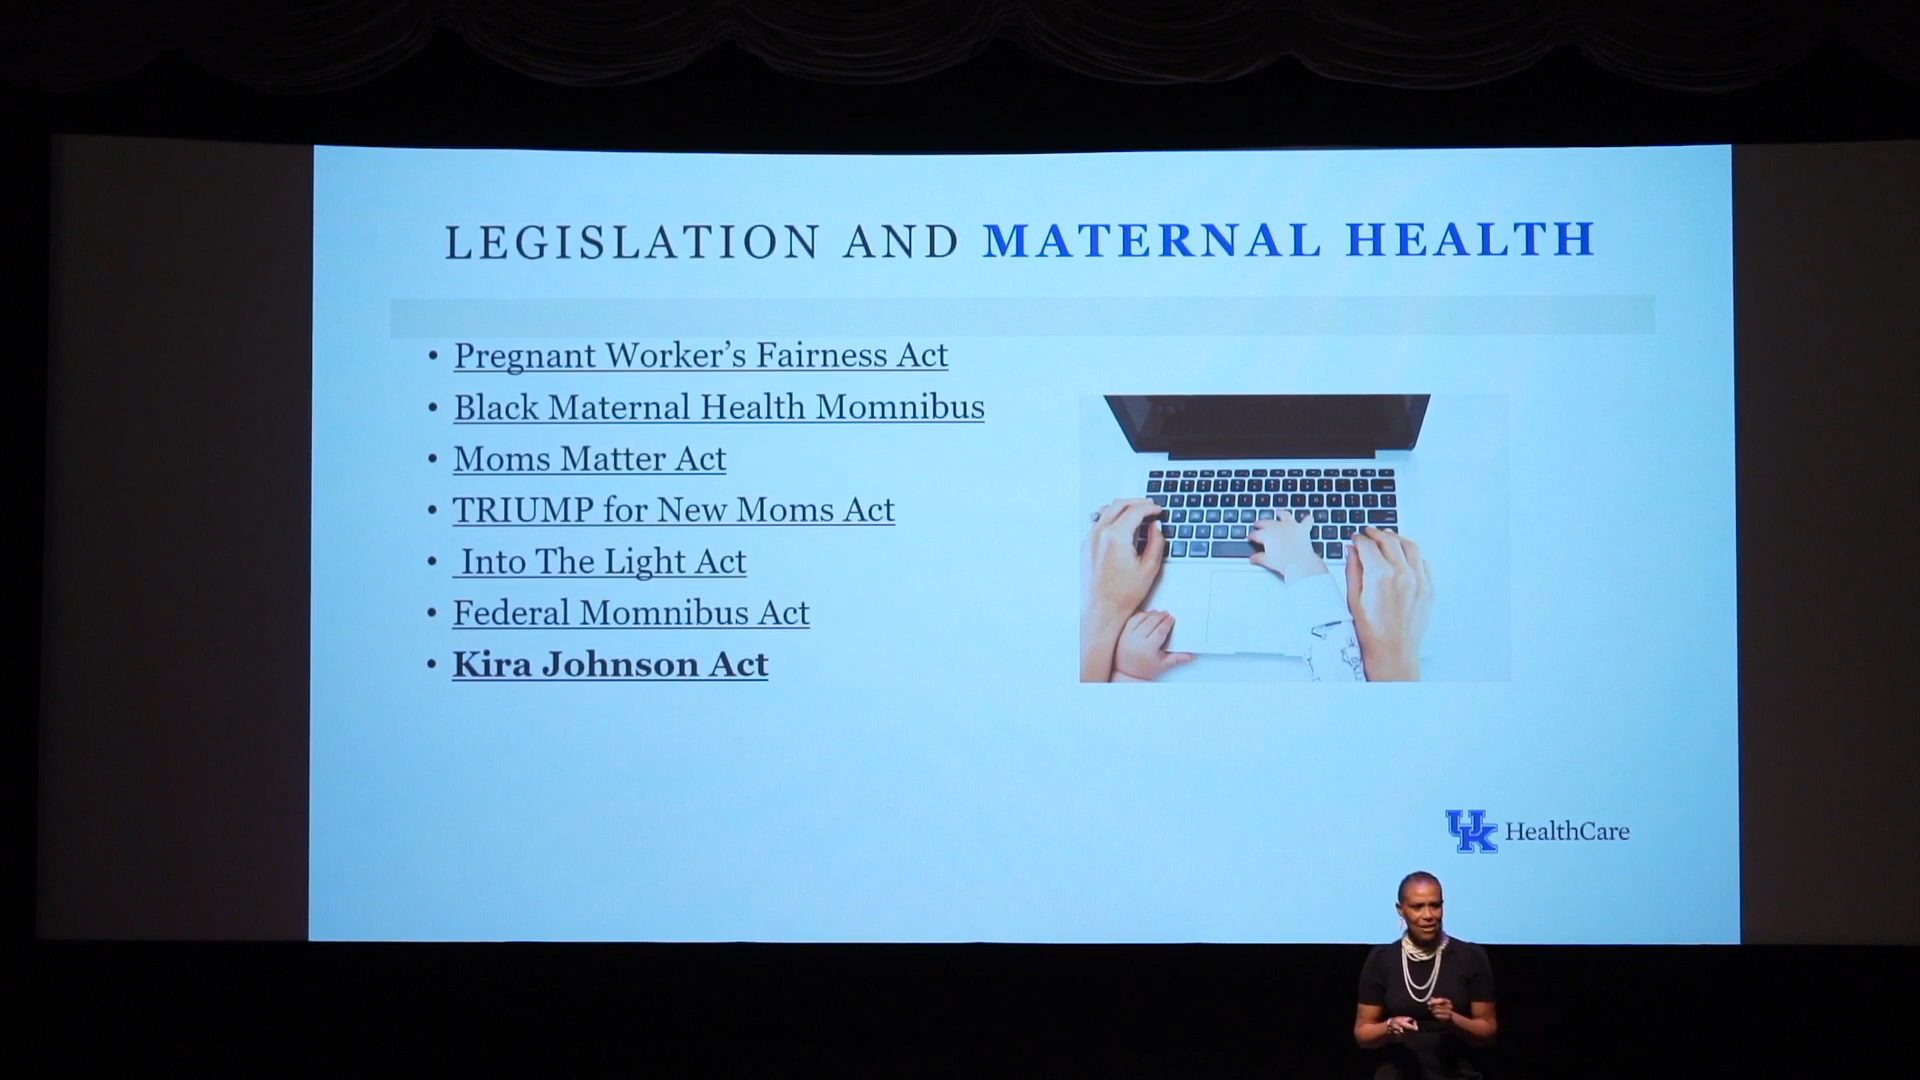 LEGISLATION AND MATERNAL HEALTH
• Pregnant Worker’s Fairness Act
• Black Maternal Health Momnibus
• Moms Matter Act
• TRIUMP for New Moms Act
• Into The Light Act
• Federal Momnibus Act
• Kira Johnson Act
UK HealthCare